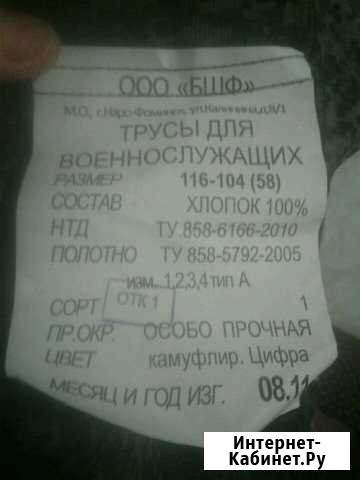 ООО «БШФ»
М.О., г.Наро-Фоминск, ул.Калинина,д.8/1
ТРУСЫ ДЛЯ
ВОЕННОСЛУЖАЩИХ
РАЗМЕР 116-104 (58)
СОСТАВ ХЛОПОК 100%
НТД ТУ 858-6166-2010
ПОЛОТНО ТУ 858-5792-2005
изм. 1,2,3,4 тип А
ОТК 1
СОРТ 1
ПР.ОКР. ОСОБО ПРОЧНАЯ
ЦВЕТ камуфлир. Цифра
МЕСЯЦ И ГОД ИЗГ. 08.11
Интернет-
Кабинет.Ру